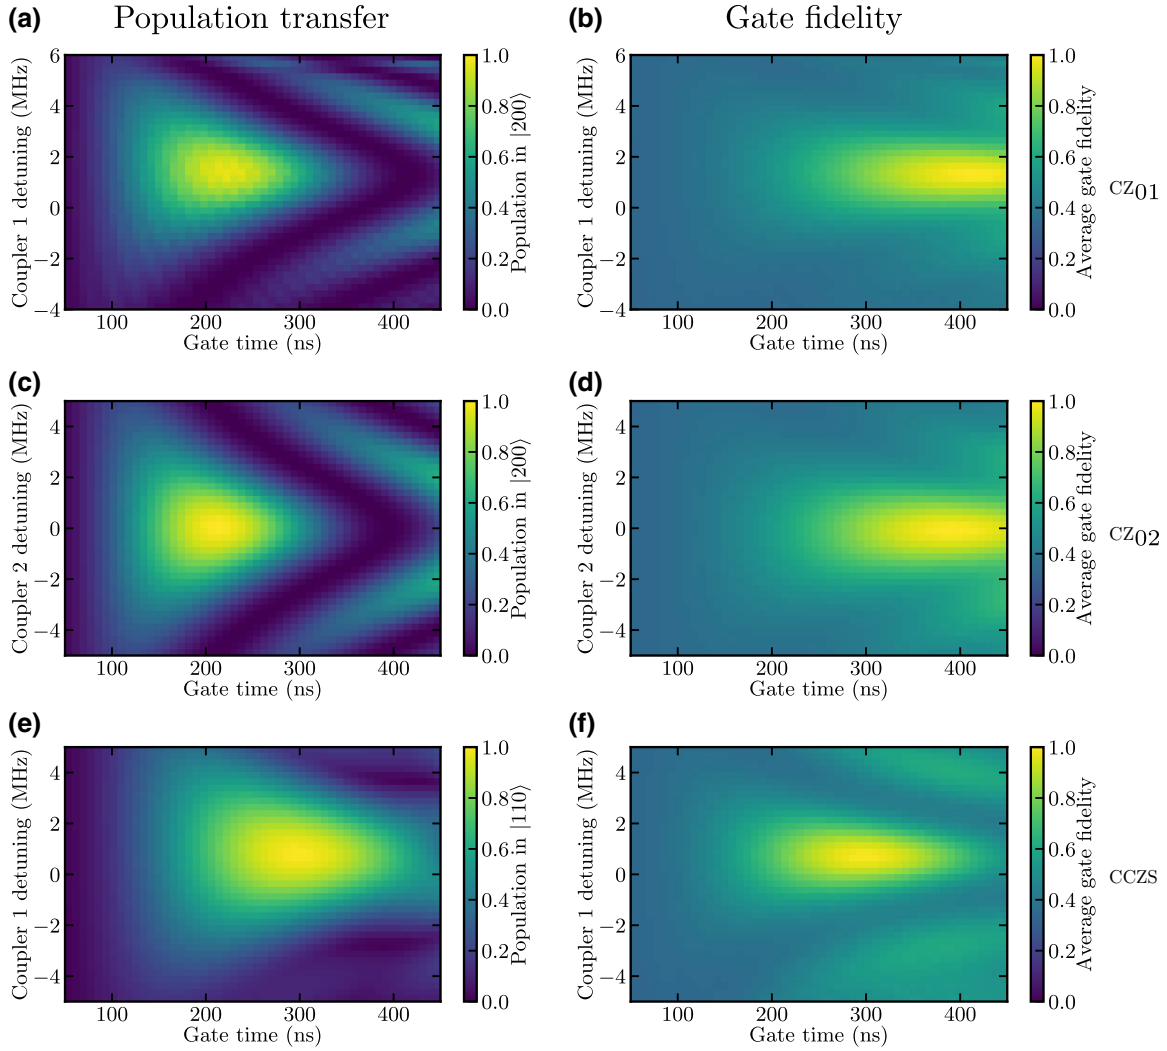 (a) Population transfer
(b) Gate fidelity
Coupler 1 detuning (MHz)
6
4
2
0
−2
−4
100 200 300 400
Gate time (ns)
1.0
0.8
0.6
0.4
0.2
0.0
Population in |200⟩
Coupler 1 detuning (MHz)
6
4
2
0
−2
−4
100 200 300 400
Gate time (ns)
1.0
0.8
0.6
0.4
0.2
0.0
Average gate fidelity
CZ01
(c)
Coupler 2 detuning (MHz)
4
2
0
−2
−4
100 200 300 400
Gate time (ns)
1.0
0.8
0.6
0.4
0.2
0.0
Population in |200⟩
(d)
Coupler 2 detuning (MHz)
4
2
0
−2
−4
100 200 300 400
Gate time (ns)
1.0
0.8
0.6
0.4
0.2
0.0
Average gate fidelity
CZ02
(e)
Coupler 1 detuning (MHz)
4
2
0
−2
−4
100 200 300 400
Gate time (ns)
1.0
0.8
0.6
0.4
0.2
0.0
Population in |110⟩
(f)
Coupler 1 detuning (MHz)
4
2
0
−2
−4
100 200 300 400
Gate time (ns)
1.0
0.8
0.6
0.4
0.2
0.0
Average gate fidelity
CCZS